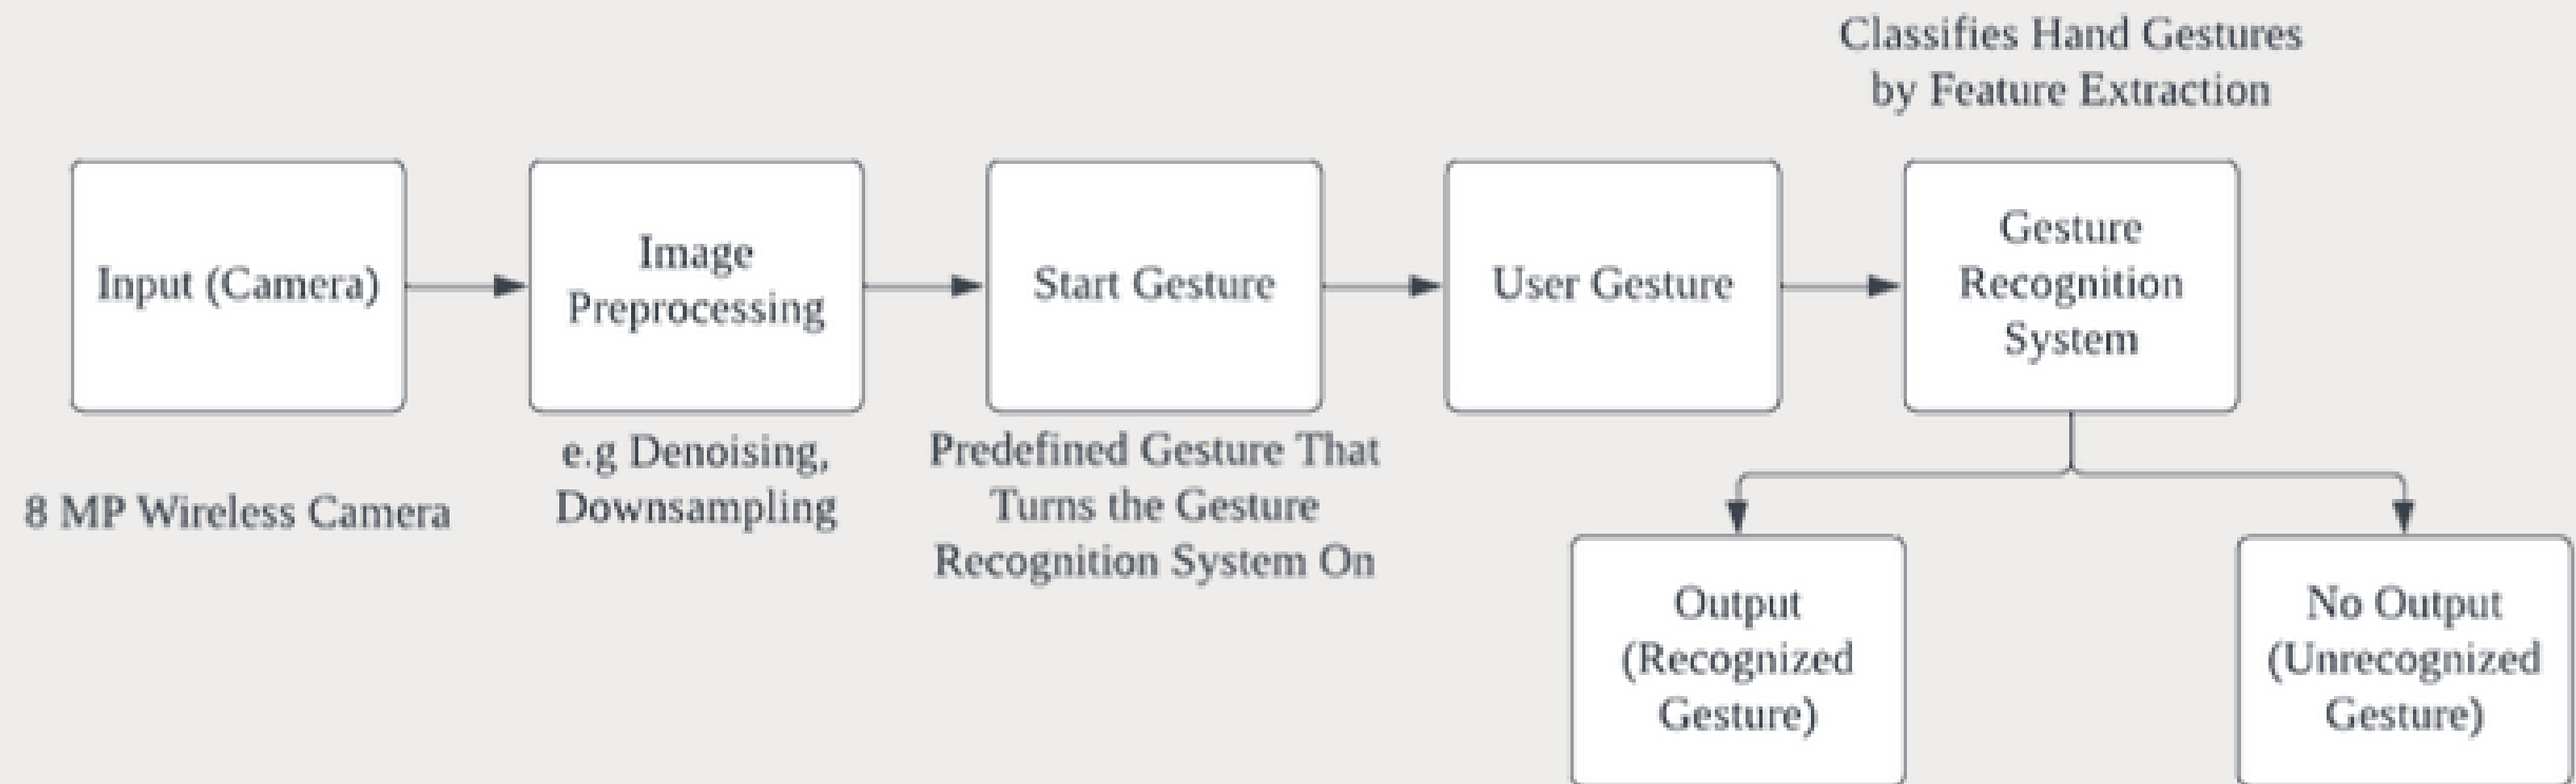 Classifies Hand Gestures
by Feature Extraction
Input (Camera)
Image
Preprocessing
Start Gesture
User Gesture
Gesture
Recognition
System
8 MP Wireless Camera
e.g Denoising,
Downsampling
Predefined Gesture That
Turns the Gesture
Recognition System On
Output
(Recognized
Gesture)
No Output
(Unrecognized
Gesture)